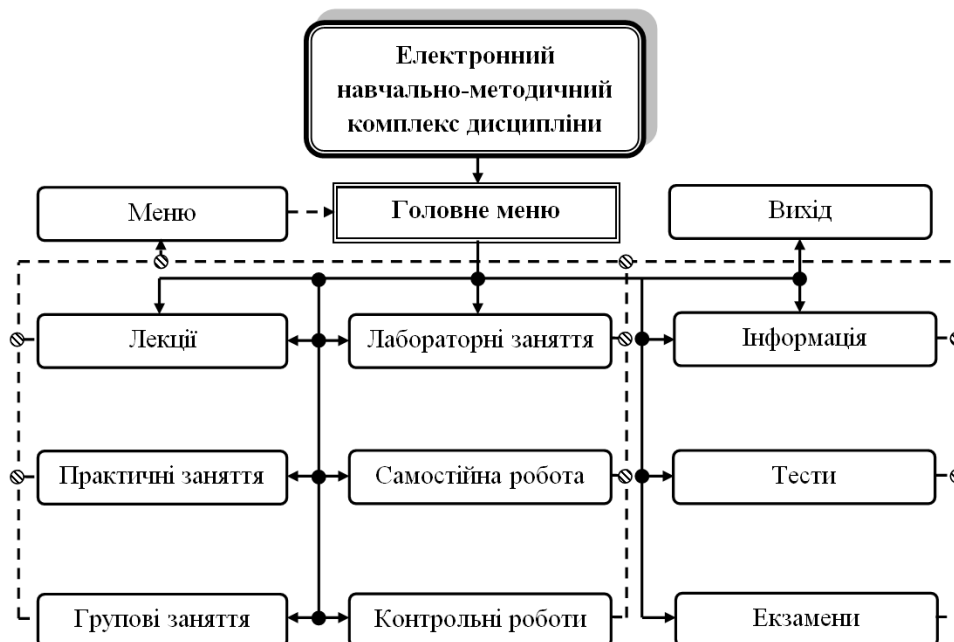 Електронний
навчально-методичний
комплекс дисципліни
Меню
Головне меню
Вихід
Лекції
Лабораторні заняття
Інформація
Практичні заняття
Самостійна робота
Тести
Групові заняття
Контрольні роботи
Екзамени